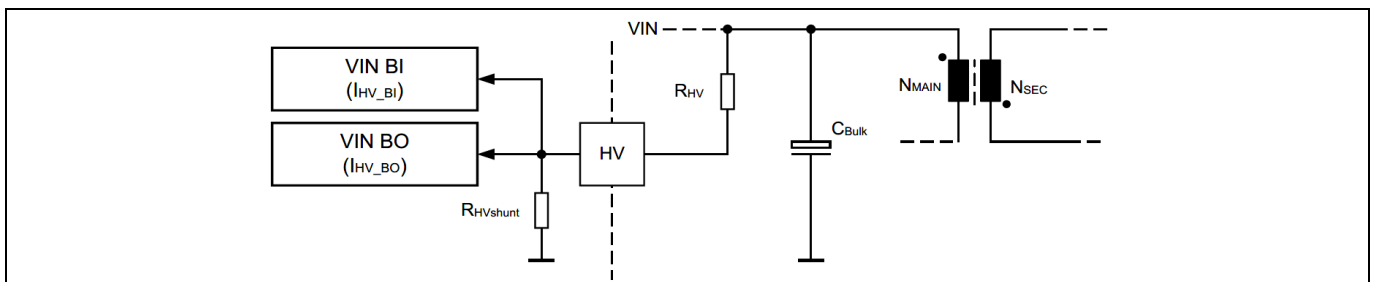 VIN
VIN BI
(IHV_BI)
RHV
NMAIN
NSEC
CBulk
VIN BO
(IHV_BO)
HV
RHVshunt